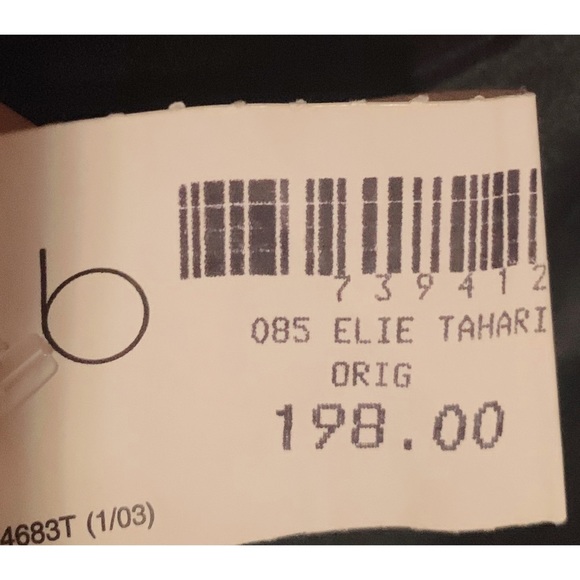 b
739412
085 ELIE TAHARI
ORIG
198.00
4683T (1/03)